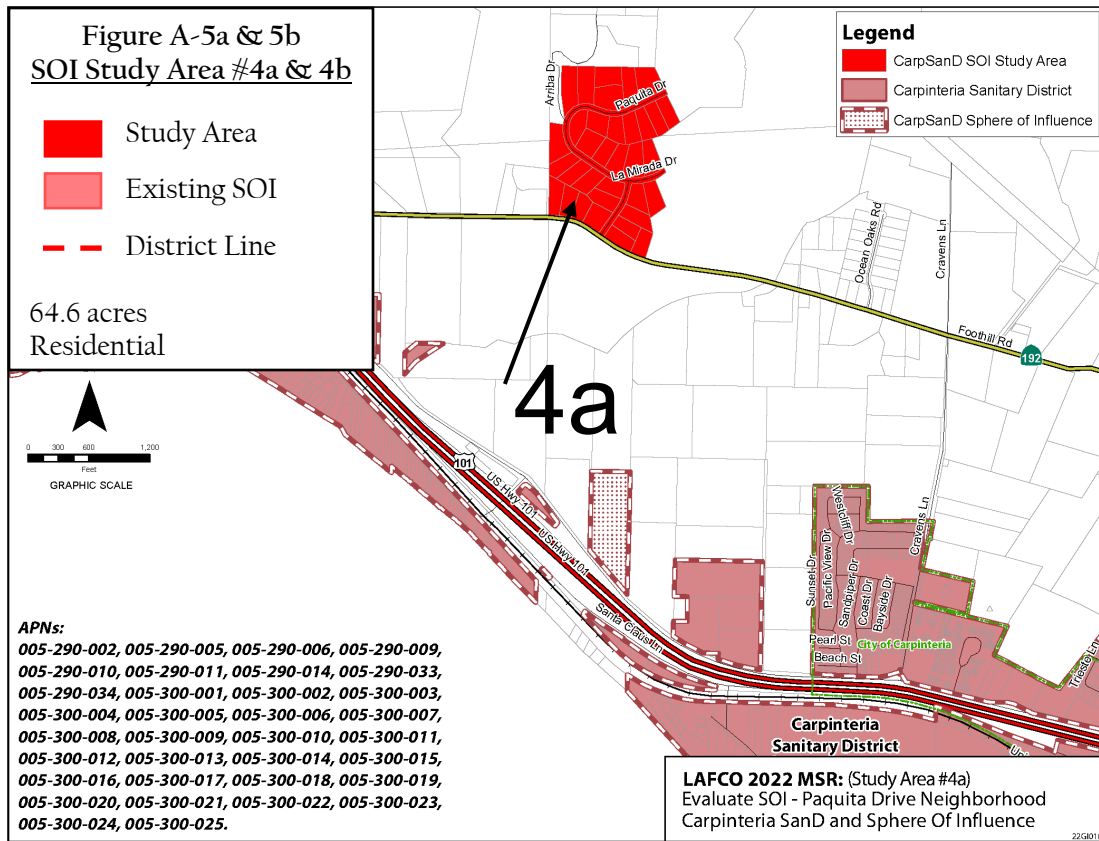 Figure A-5a & 5b
SOI Study Area #4a & 4b
Study Area
Existing SOI
District Line
64.6 acres
Residential
Legend
CarpSanD SOI Study Area
Carpinteria Sanitary District
CarpSanD Sphere of Influence
Arriba Dr
Paquita Dr
La Mirada Dr
Ocean Oaks Rd
Cravens Ln
Foothill Rd
192
4a
0 300 600 1,200
Feet
GRAPHIC SCALE
101
US Hwy 101
US Hwy 101
Santa Claus Ln
Westcliff Dr
Cravens Ln
Sunset Dr
Pacific View Dr
Sandpiper Dr
Coast Dr
Bayside Dr
Pearl St
Beach St
City of Carpinteria
Trieste Ln
Carpinteria
Sanitary District
APNs:
005-290-002, 005-290-005, 005-290-006, 005-290-009,
005-290-010, 005-290-011, 005-290-014, 005-290-033,
005-290-034, 005-300-001, 005-300-002, 005-300-003,
005-300-004, 005-300-005, 005-300-006, 005-300-007,
005-300-008, 005-300-009, 005-300-010, 005-300-011,
005-300-012, 005-300-013, 005-300-014, 005-300-015,
005-300-016, 005-300-017, 005-300-018, 005-300-019,
005-300-020, 005-300-021, 005-300-022, 005-300-023,
005-300-024, 005-300-025.
LAFCO 2022 MSR: (Study Area #4a)
Evaluate SOI - Paquita Drive Neighborhood
Carpinteria SanD and Sphere Of Influence